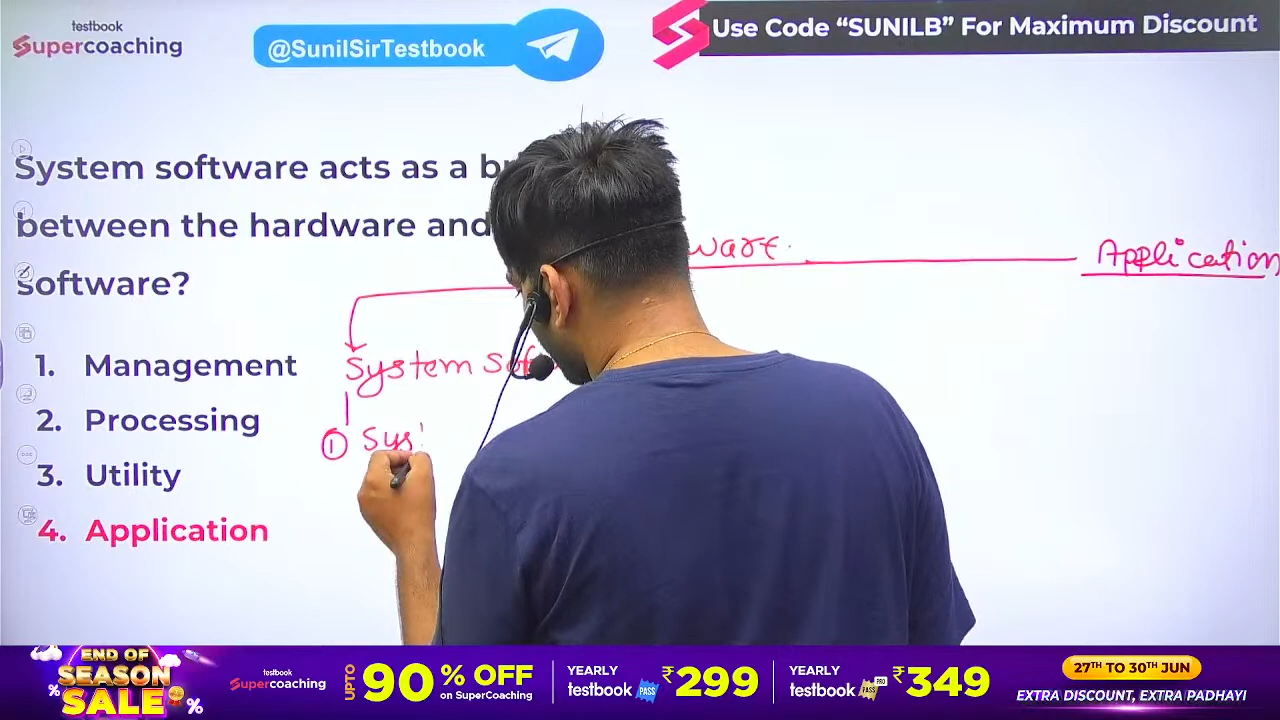 testbook
Supercoaching
@SunilSirTestbook
Use Code “SUNILB” For Maximum Discount
System software acts as a
between the hardware and
software?
1. Management
2. Processing
3. Utility
4. Application
Application
System
①
END OF
SEASON
SALE
%
%
testbook
Supercoaching
UPTO
90% OFF
on SuperCoaching
YEARLY
testbook PASS
₹299
YEARLY
testbook PASS PRO
₹349
27TH TO 30TH JUN
EXTRA DISCOUNT, EXTRA PADHAYI